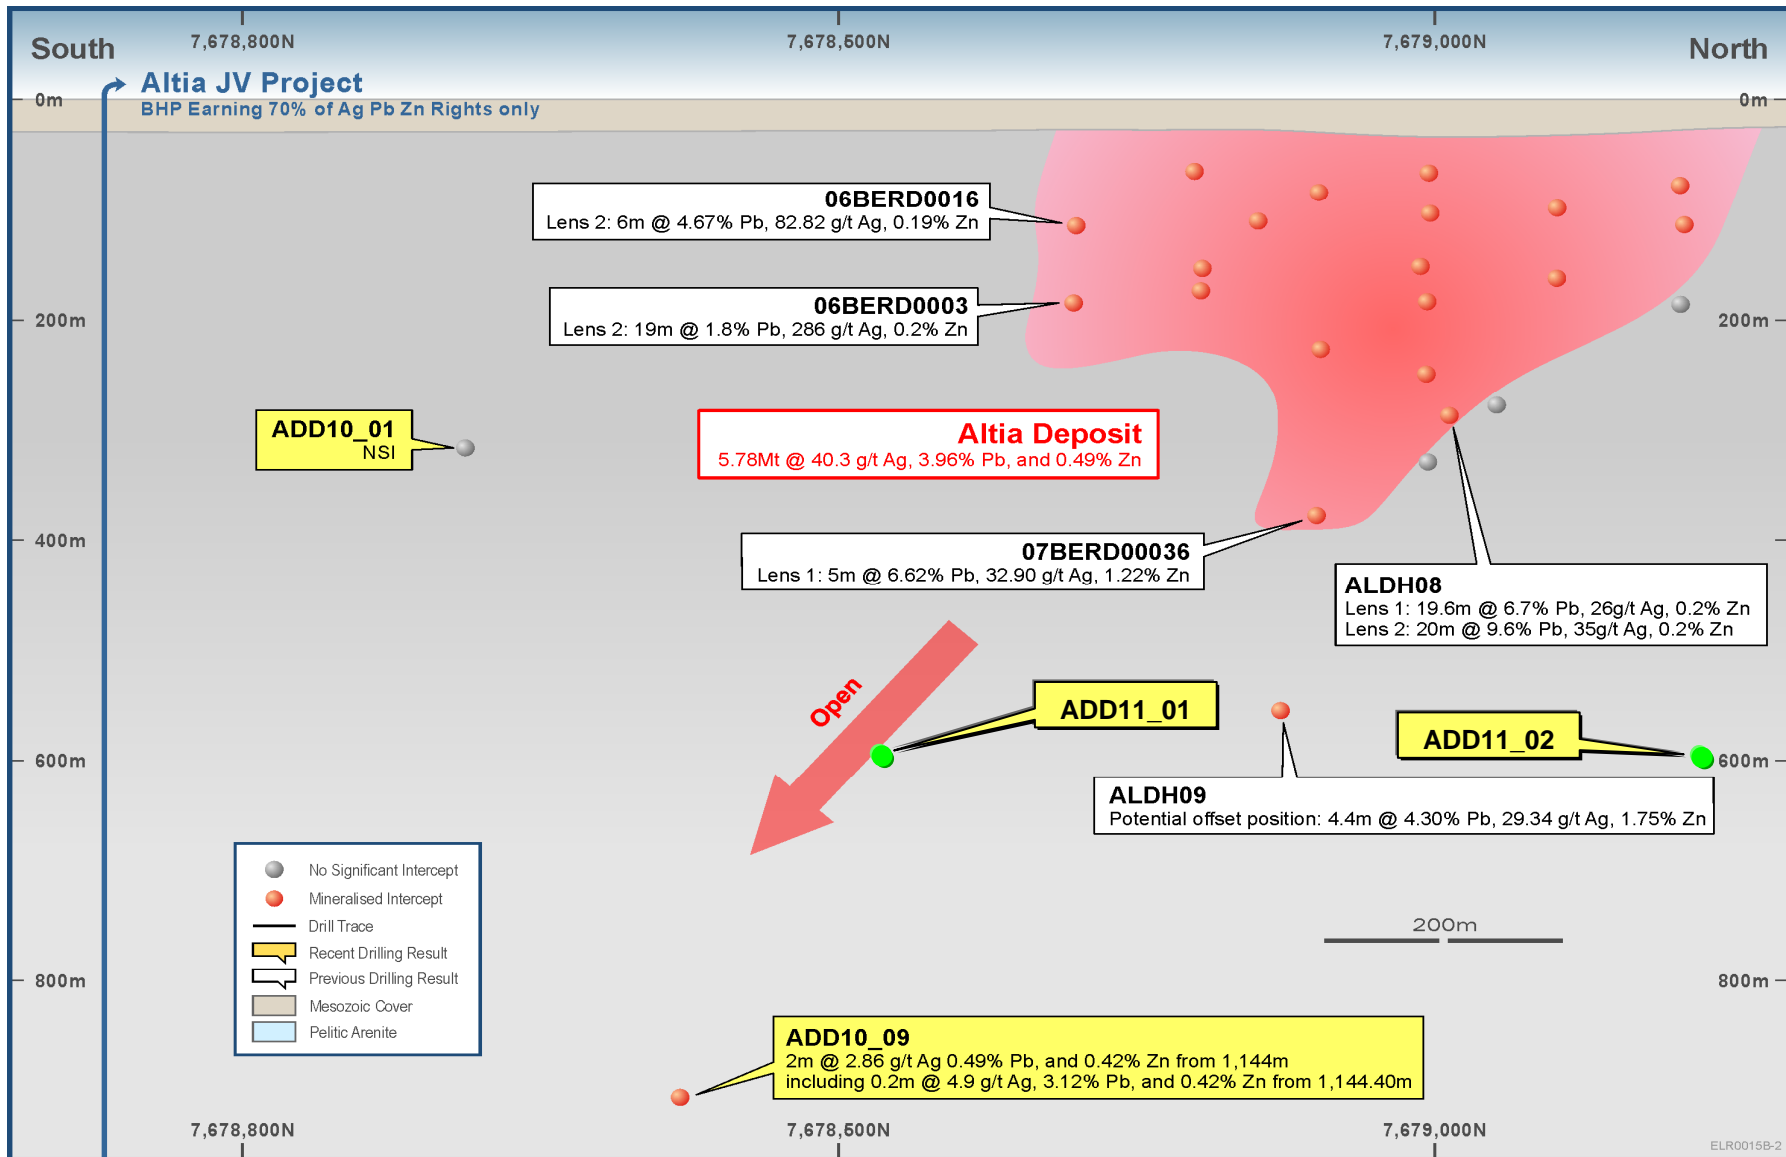 South
7,678,800N
7,678,500N
7,679,000N
North
Altia JV Project
BHP Earning 70% of Ag Pb Zn Rights only
0m
0m
06BERD0016
Lens 2: 6m @ 4.67% Pb, 82.82 g/t Ag, 0.19% Zn
06BERD0003
Lens 2: 19m @ 1.8% Pb, 286 g/t Ag, 0.2% Zn
200m
200m
ADD10_01
NSI
Altia Deposit
5.78Mt @ 40.3 g/t Ag, 3.96% Pb, and 0.49% Zn
400m
07BERD00036
Lens 1: 5m @ 6.62% Pb, 32.90 g/t Ag, 1.22% Zn
ALDH08
Lens 1: 19.6m @ 6.7% Pb, 26g/t Ag, 0.2% Zn
Lens 2: 20m @ 9.6% Pb, 35g/t Ag, 0.2% Zn
Open
ADD11_01
ADD11_02
600m
600m
ALDH09
Potential offset position: 4.4m @ 4.30% Pb, 29.34 g/t Ag, 1.75% Zn
No Significant Intercept
Mineralised Intercept
Drill Trace
Recent Drilling Result
Previous Drilling Result
Mesozoic Cover
Pelitic Arenite
200m
800m
800m
ADD10_09
2m @ 2.86 g/t Ag 0.49% Pb, and 0.42% Zn from 1,144m
including 0.2m @ 4.9 g/t Ag, 3.12% Pb, and 0.42% Zn from 1,144.40m
7,678,800N
7,678,500N
7,679,000N
ELR0015B-2